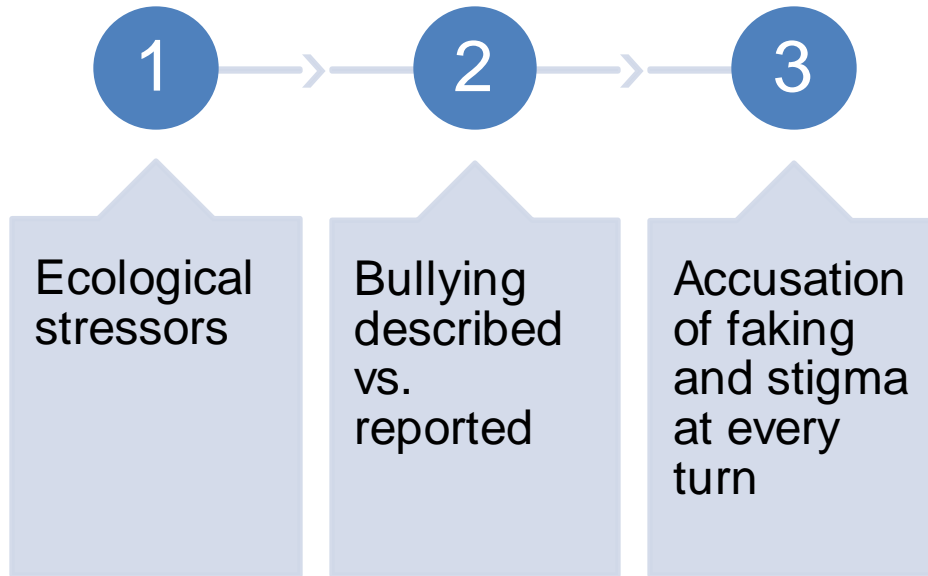 1
2
3
Ecological
stressors
Bullying
described
vs.
reported
Accusation
of faking
and stigma
at every
turn